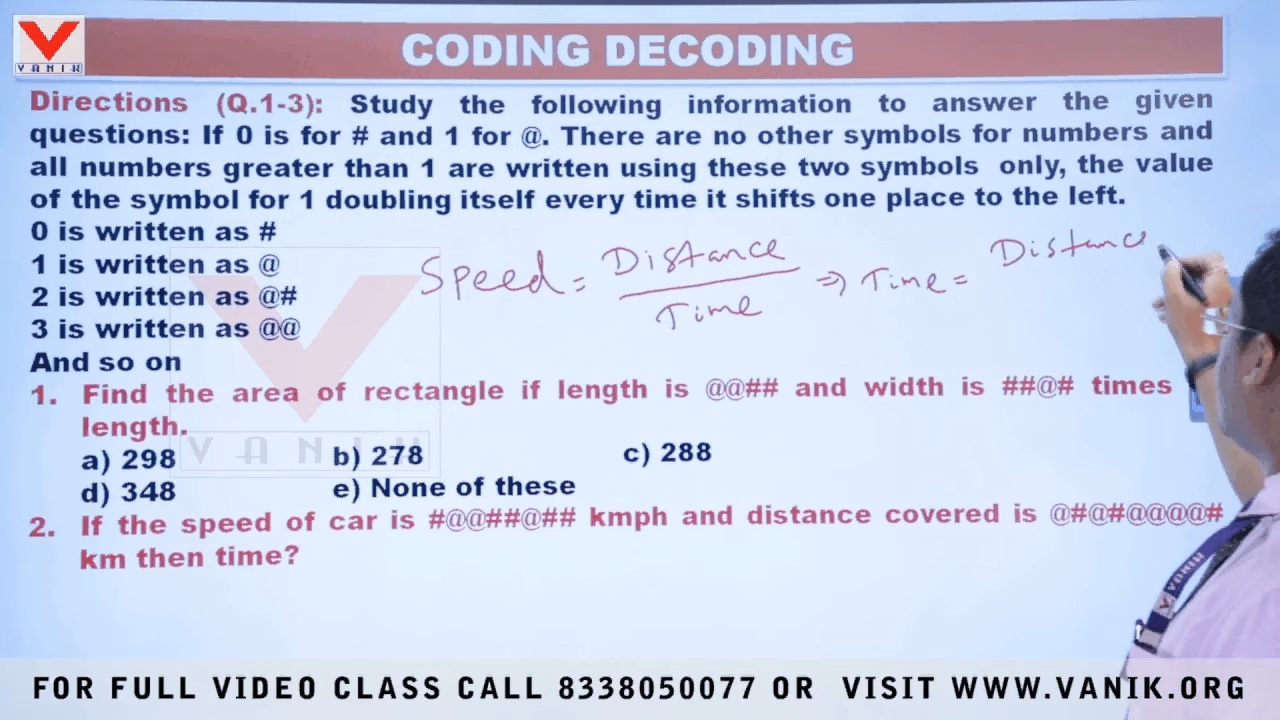 VANIK
CODING DECODING
Directions (Q.1-3): Study the following information to answer the given
questions: If 0 is for # and 1 for @. There are no other symbols for numbers and
all numbers greater than 1 are written using these two symbols only, the value
of the symbol for 1 doubling itself every time it shifts one place to the left.
0 is written as #
1 is written as @
2 is written as @#
3 is written as @@
And so on
Speed = Distance / Time ⇒ Time = Distanc
1. Find the area of rectangle if length is @@## and width is ##@# times
length.
VANIK
a) 298 b) 278 c) 288
d) 348 e) None of these
2. If the speed of car is #@@##@## kmph and distance covered is @#@#@@@@# 
km then time?
VANIK
FOR FULL VIDEO CLASS CALL 8338050077 OR VISIT WWW.VANIK.ORG